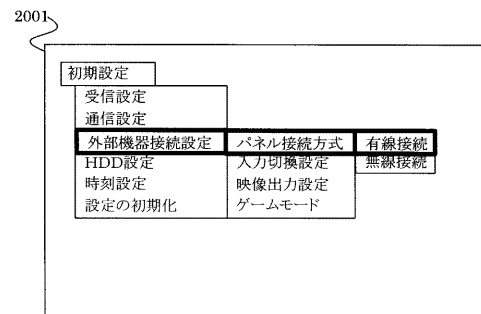 2001
初期設定
受信設定
通信設定
外部機器接続設定 パネル接続方式 有線接続
HDD設定 入力切換設定 無線接続
時刻設定 映像出力設定
設定の初期化 ゲームモード